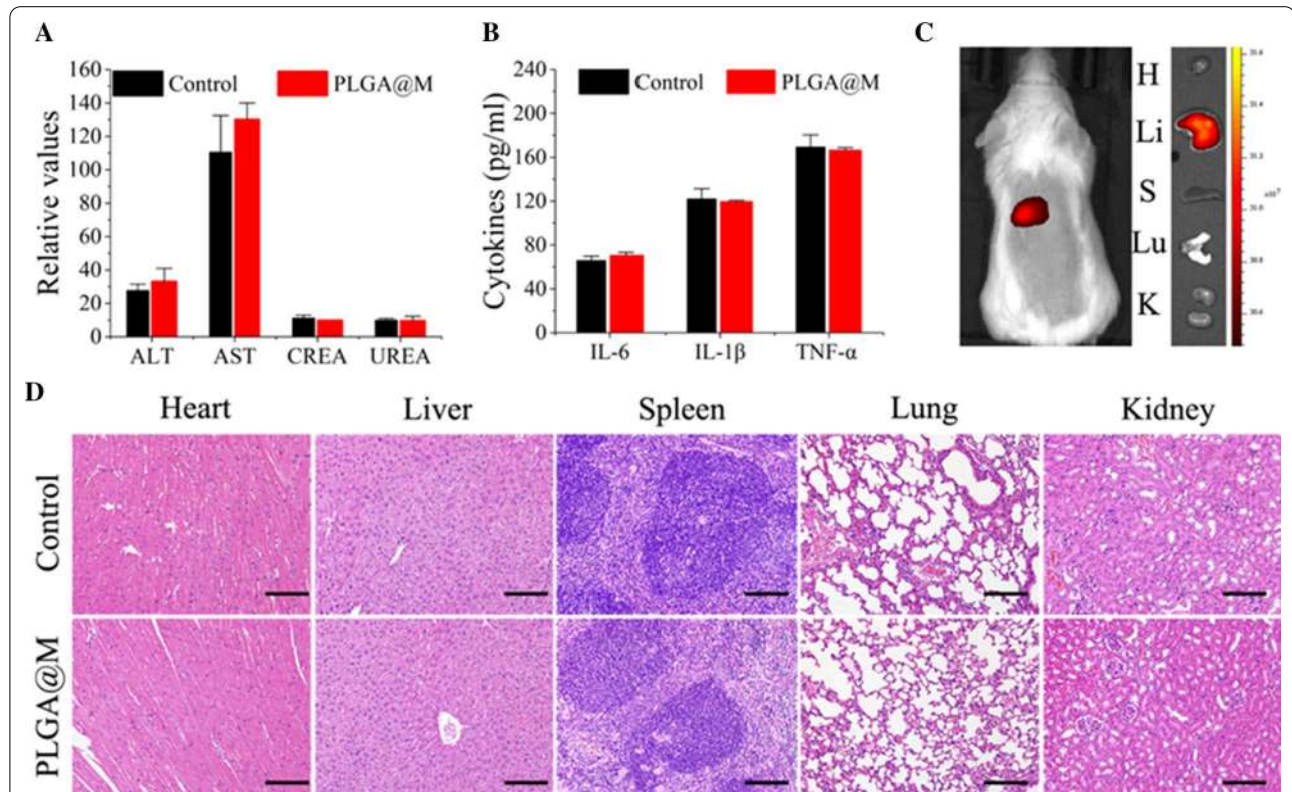 A
Relative values
160
140
120
100
80
60
40
20
0
Control
PLGA@M
ALT AST CREA UREA
B
Cytokines (pg/ml)
240
200
160
120
80
40
0
Control
PLGA@M
IL-6 IL-1β TNF-α
C
H
Li
S
Lu
K
D
Heart Liver Spleen Lung Kidney
Control
PLGA@M